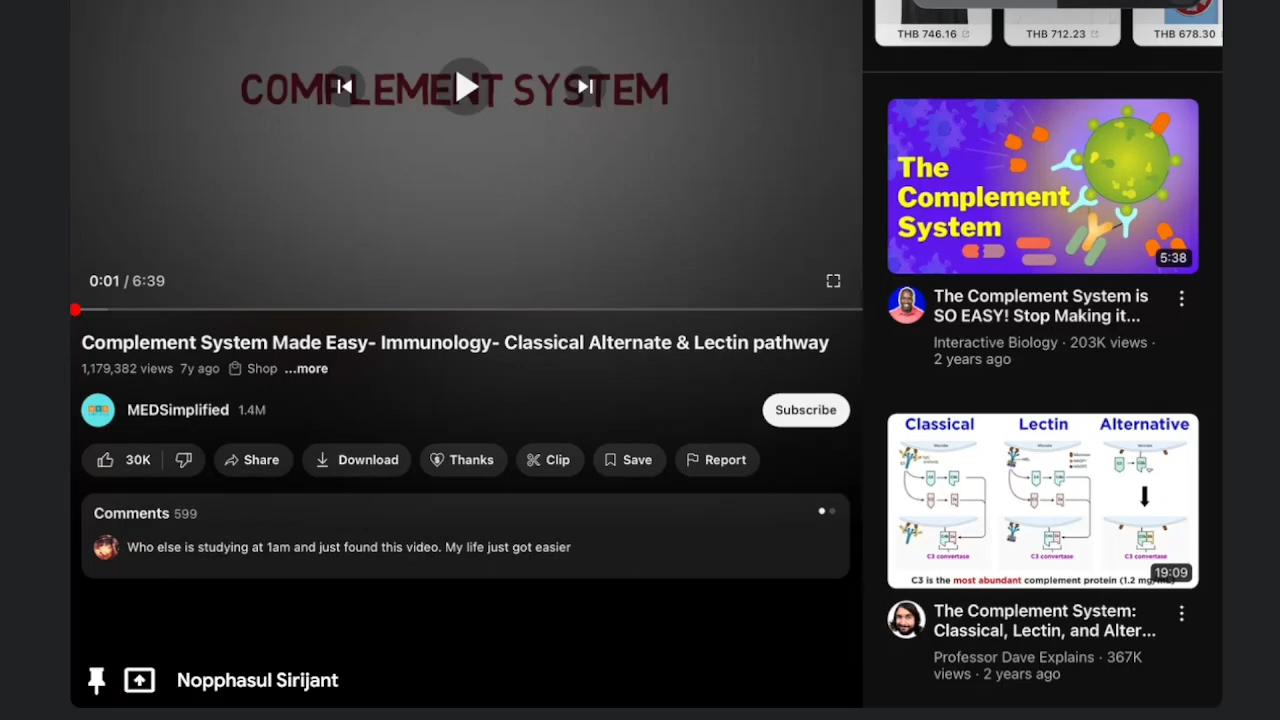 THB 746.16
THB 712.23
THB 678.30
COMPLEMENT SYSTEM
0:01 / 6:39
Complement System Made Easy- Immunology- Classical Alternate & Lectin pathway
1,179,382 views 7y ago Shop ...more
MEDSimplified 1.4M
Subscribe
30K
Share
Download
Thanks
Clip
Save
Report
Comments 599
Who else is studying at 1am and just found this video. My life just got easier
Nopphasul Sirijant
The
Complement
System
5:38
The Complement System is
SO EASY! Stop Making it...
Interactive Biology · 203K views ·
2 years ago
Classical Lectin Alternative
C3 convertase C3 convertase C3 convertase
C3 is the most abundant complement protein (1.2
19:09
The Complement System:
Classical, Lectin, and Alter...
Professor Dave Explains · 367K
views · 2 years ago